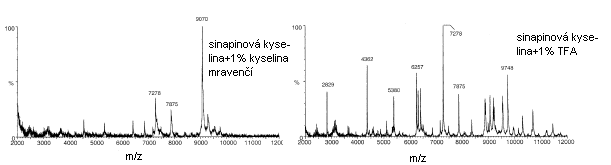 100
%
0
9070
7278
7875
sinapinová kyse-
lina+1% kyselina
mravenčí
2000 3000 4000 5000 6000 7000 8000 9000 10000 11000 12000
m/z
100
%
0
2829
4362
5380
6257
7278
7875
9748
sinapinová kyse-
lina+1% TFA
2000 3000 4000 5000 6000 7000 8000 9000 10000 11000 12000
m/z